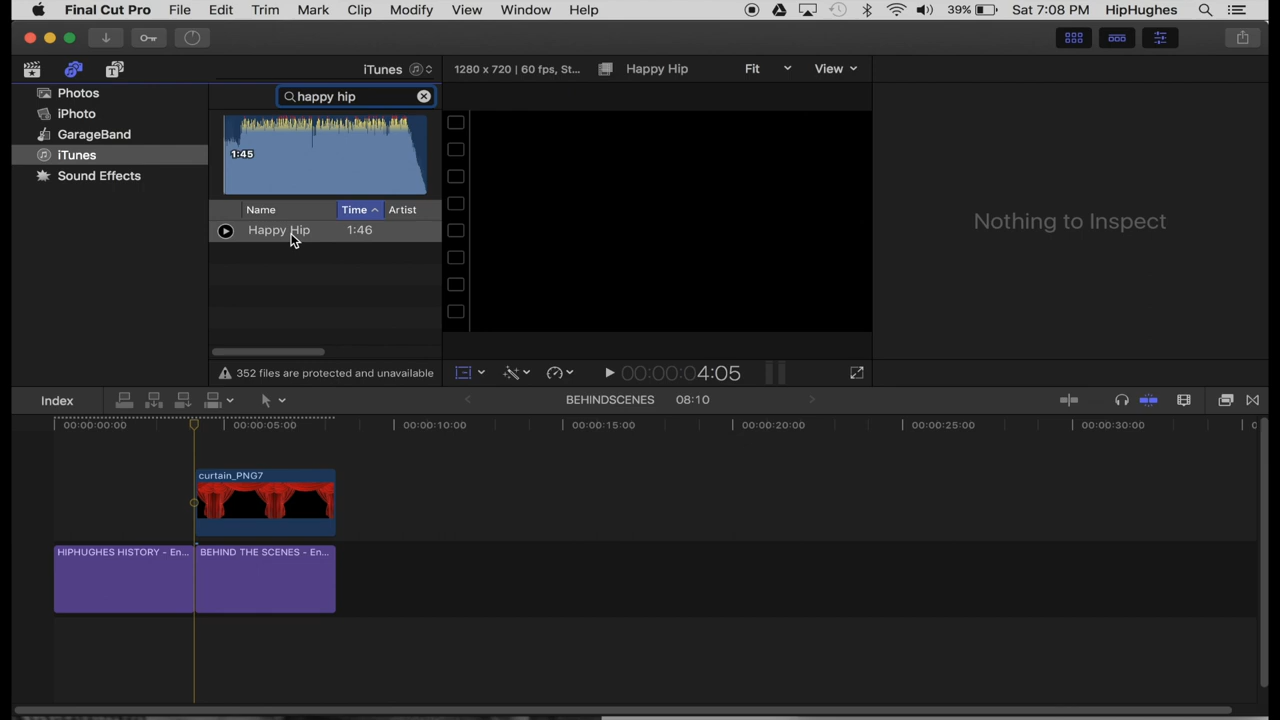 Final Cut Pro File Edit Trim Mark Clip Modify View Window Help 39% Sat 7:08 PM HipHughes
iTunes 1280 x 720 | 60 fps, St... Happy Hip Fit View
Photos
happy hip
iPhoto
GarageBand
iTunes
1:45
Sound Effects
Name Time Artist
Happy Hip 1:46
Nothing to Inspect
352 files are protected and unavailable
00:00:04:05
Index
BEHINDSCENES 08:10
00:00:00:00 00:00:05:00 00:00:10:00 00:00:15:00 00:00:20:00 00:00:25:00 00:00:30:00
curtain_PNG7
HIPHUGHES HISTORY - En... BEHIND THE SCENES - En...